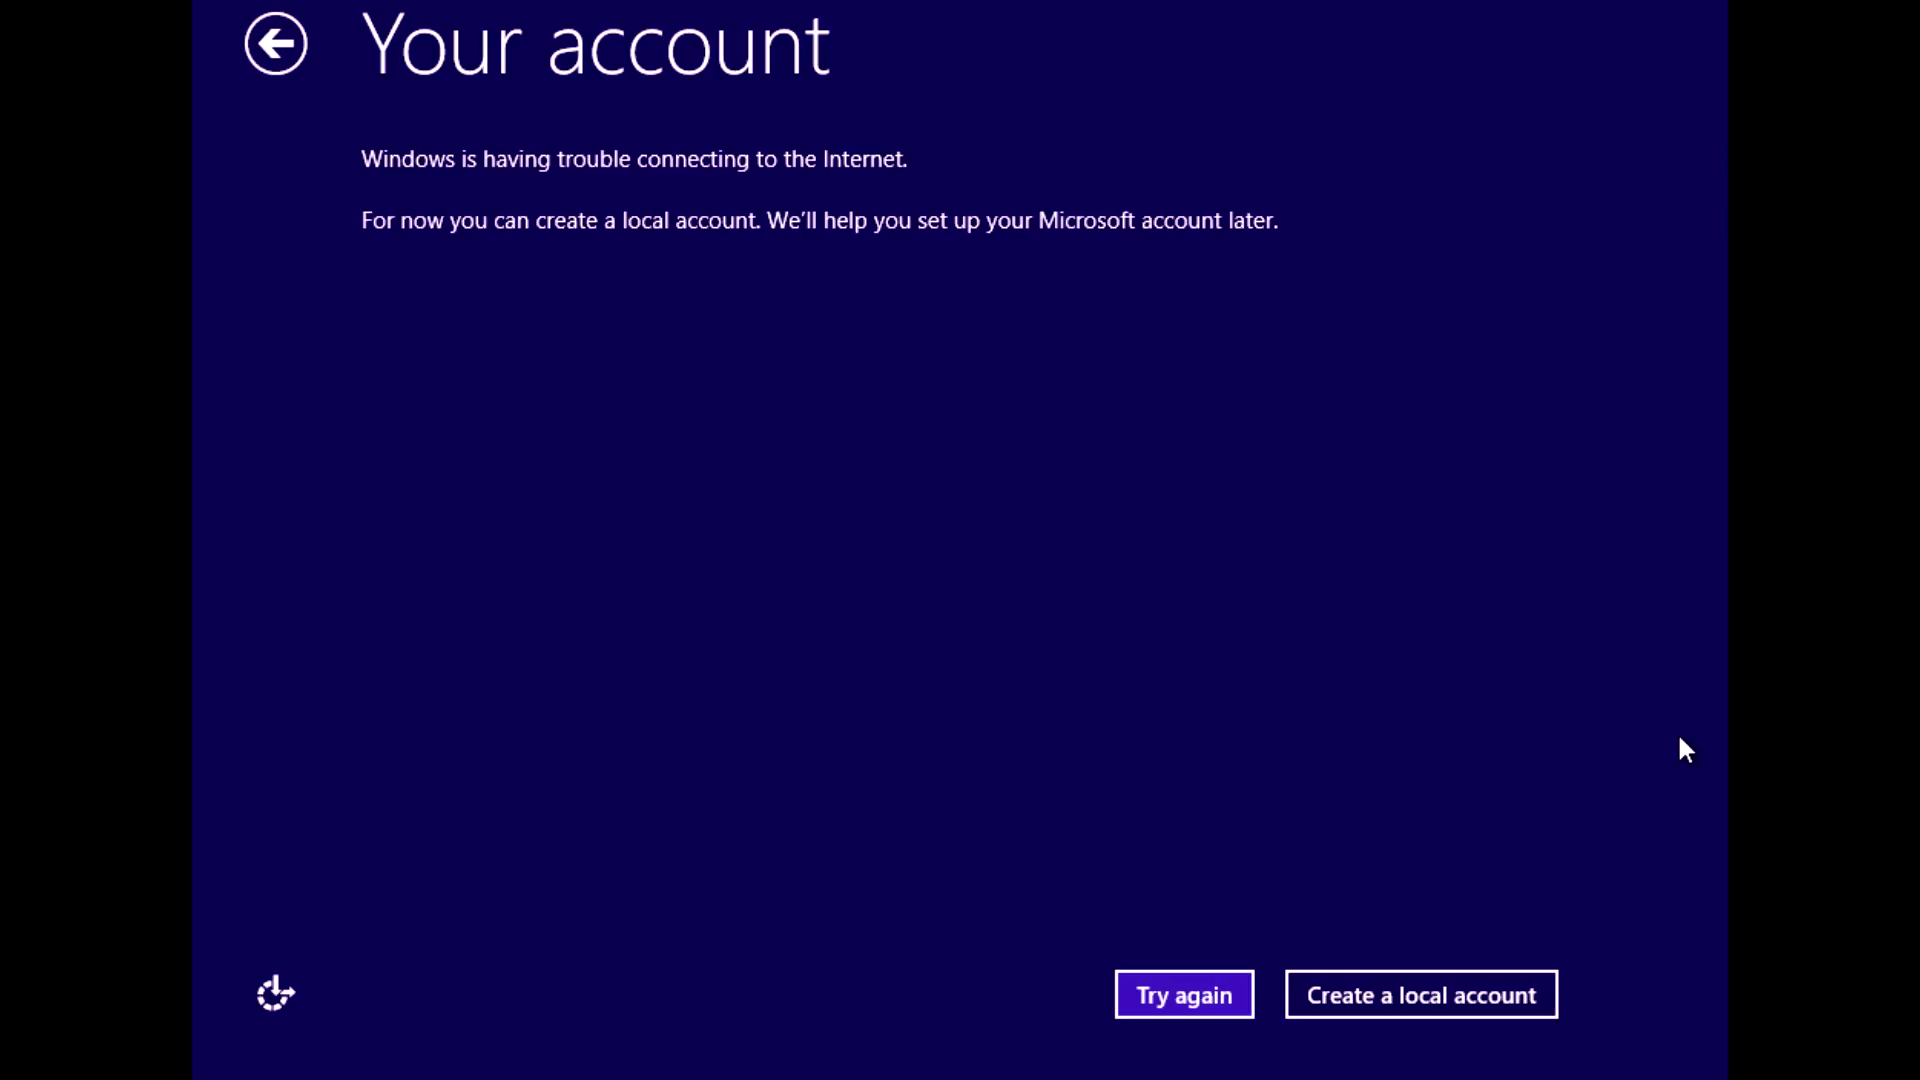 Your account
Windows is having trouble connecting to the Internet.
For now you can create a local account. We’ll help you set up your Microsoft account later.
Try again
Create a local account